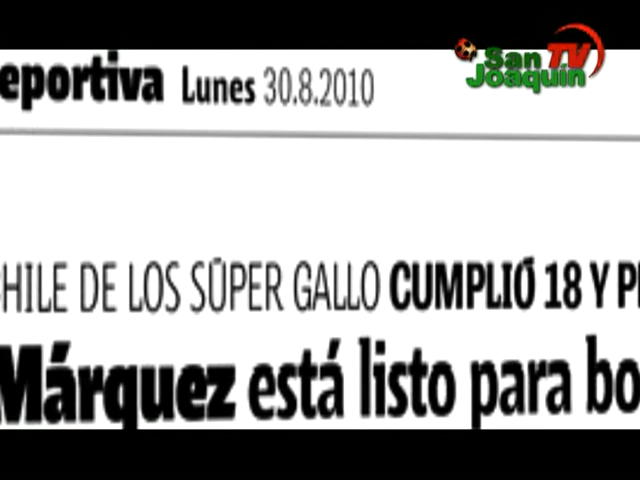 San TV
Joaquín
eportiva Lunes 30.8.2010
HILE DE LOS SÚPER GALLO CUMPLIÓ 18 Y P
Márquez está listo para bo